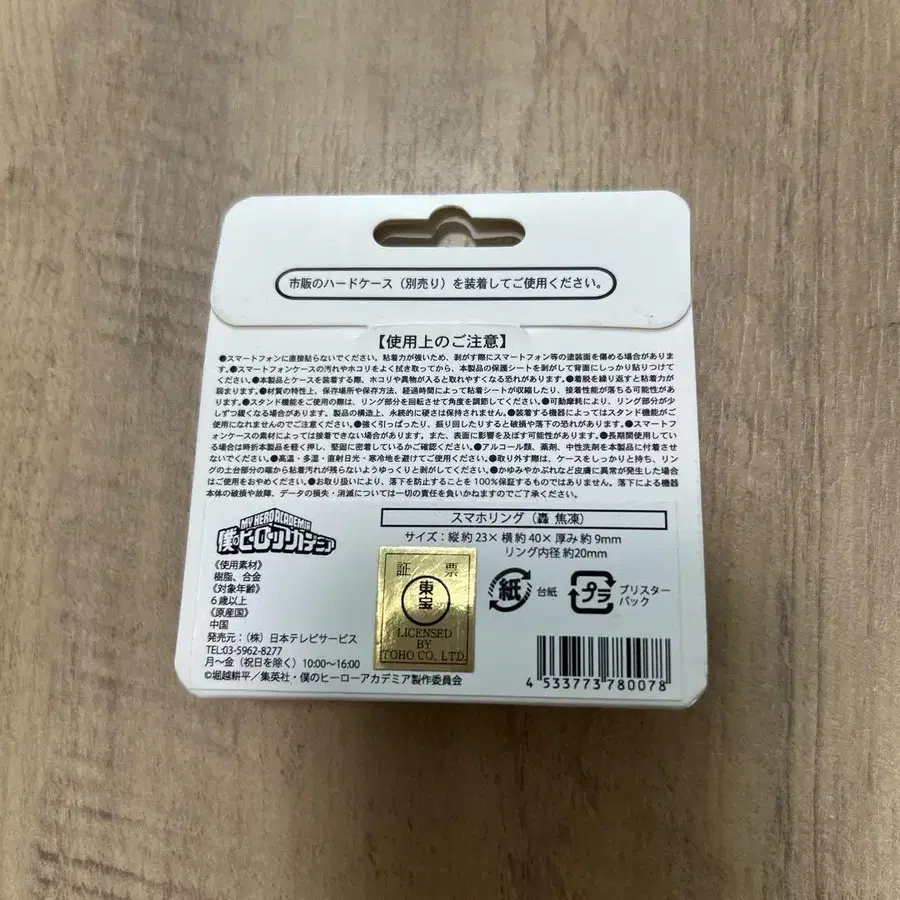 市販のハードケース（別売り）を装着してご使用ください。
【使用上のご注意】
●スマートフォンに直接貼らないでください。粘着力が強いため、剥がす際にスマートフォン等の塗装面を傷める場合がありま
す。●スマートフォンケースの汚れやホコリをよく拭き取ってから、本製品の保護シートを剥がして背面にしっかり貼りつけて
ください。●本製品とケースを装着する際、ホコリや異物が入ると取れやすくなる恐れがあります。●着脱を繰り返すと粘着力が
弱まります。●材質の特性上、保存場所や保存方法、経過時間によって粘着シートが収縮したり、接着性能が落ちる可能性があ
ります。●スタンド機能をご使用の際は、リング部分を回転させて角度を調節してください。●可動摩耗により、リング部分が少
しずつ緩くなる場合があります。製品の構造上、永続的に硬さは保持されません。●装着する機器によってはスタンド機能がご
使用になれませんのでご注意ください。●強く引っぱったり、振り回したりすると破損や落下の恐れがあります。●スマートフ
ォンケースの素材によっては接着できない場合があります。また、表面に影響を及ぼす可能性があります。●長期間使用してい
る場合は時折本製品を軽く押し、堅固に密着しているかご確認ください。●アルコール類、薬剤、中性洗剤を本製品に付着させ
ないでください。●高温・多湿・直射日光・寒冷地を避けてご使用ください。●取り外す際は、ケースをしっかりと持ち、リン
グの土台部分の端から粘着汚れが残らないようゆっくりと剥がしてください。●かゆみやかぶれなど皮膚に異常が発生した場合
はご使用をおやめください。●お取り扱いにより、落下を防止することを100%保証するものではありません。落下による機器
本体の破損や故障、データの損失・消滅については一切の責任を負いかねますのでご了承ください。
MY HERO ACADEMIA
僕のヒーローアカデミア
《使用素材》
樹脂、合金
《対象年齢》
6歳以上
《原産国》
中国
発売元：（株）日本テレビサービス
TEL:03-5962-8277
月～金（祝日を除く）10:00～16:00
©堀越耕平／集英社・僕のヒーローアカデミア製作委員会
証 票
東宝
LICENSED
BY
TOHO CO., LTD.
スマホリング（轟 焦凍）
サイズ：縦 約 23× 横 約 40× 厚み 約 9mm
リング内径 約20mm
紙 台紙
プラ ブリスター
パック
4 533773 780078